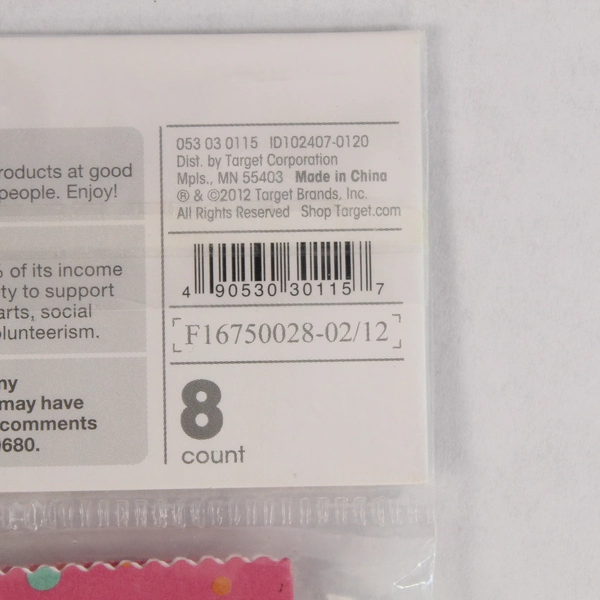 roducts at good
people. Enjoy!
of its income
ty to support
arts, social
olunteerism.
ny
may have
comments
680.
053 03 0115 ID102407-0120
Dist. by Target Corporation
Mpls., MN 55403 Made in China
® & ©2012 Target Brands, Inc.
All Rights Reserved Shop Target.com
4 90530 30115 7
F16750028-02/12
8
count